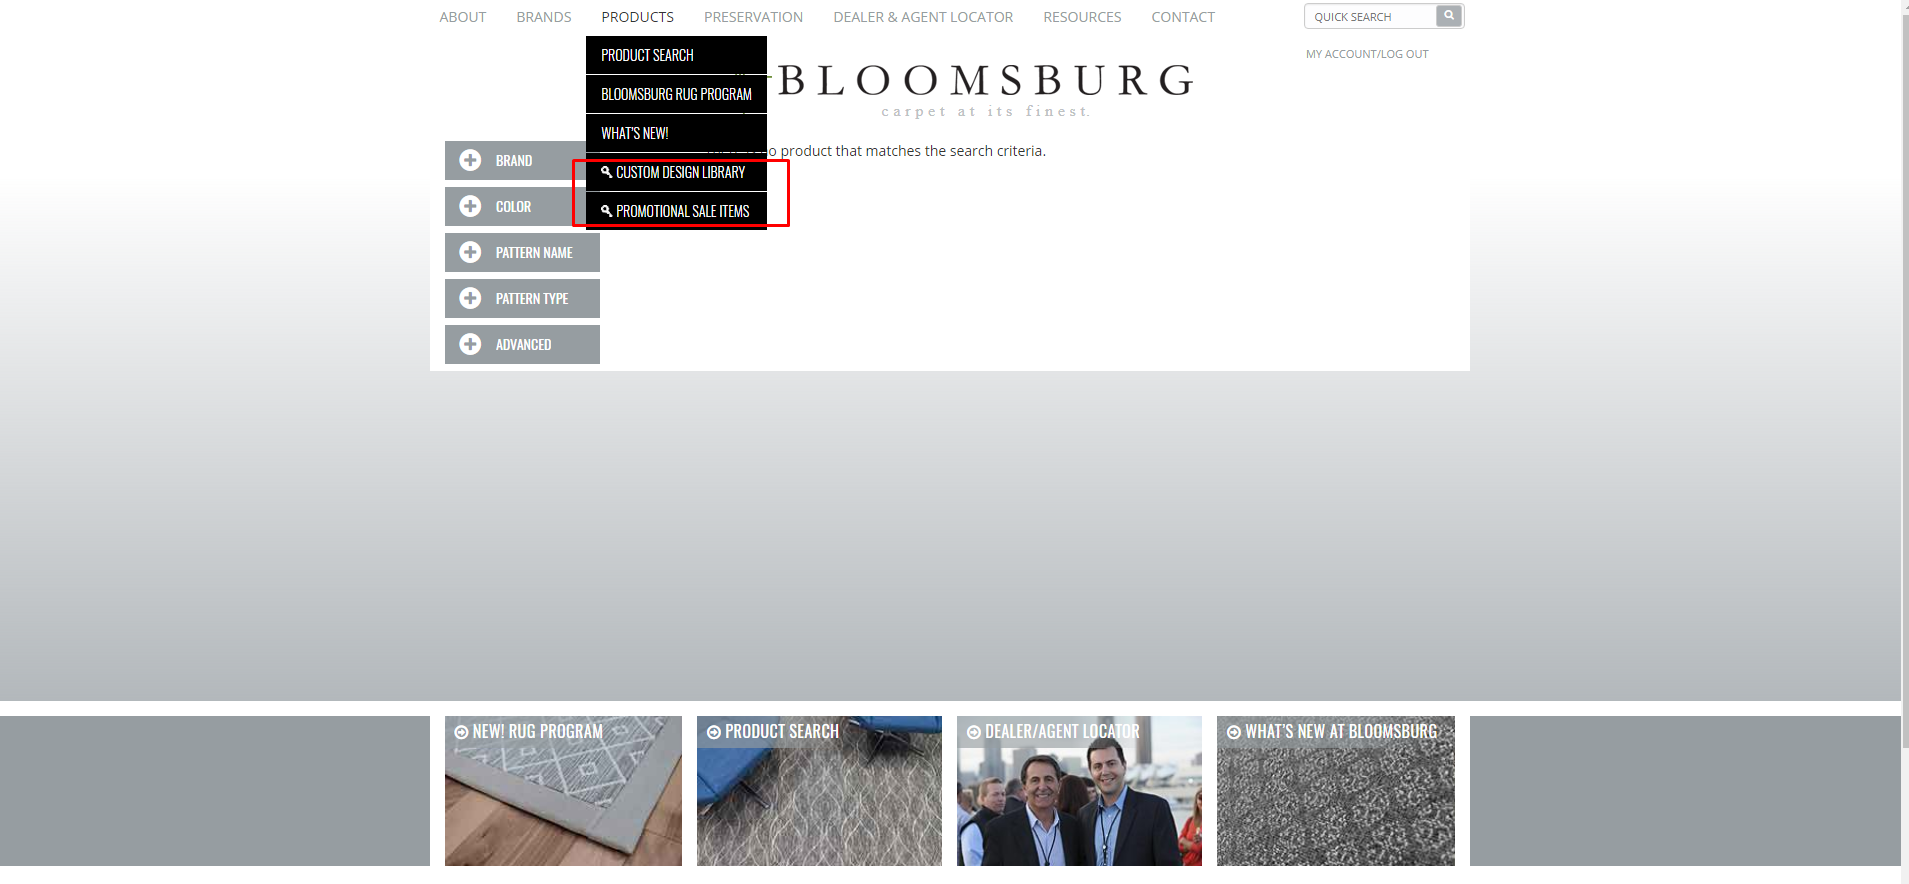 ABOUT BRANDS PRODUCTS PRESERVATION DEALER & AGENT LOCATOR RESOURCES CONTACT QUICK SEARCH
MY ACCOUNT/LOG OUT
PRODUCT SEARCH
BLOOMSBURG RUG PROGRAM
WHAT'S NEW!
CUSTOM DESIGN LIBRARY
PROMOTIONAL SALE ITEMS
BLOOMSBURG
carpet at its finest.
product that matches the search criteria.
BRAND
COLOR
PATTERN NAME
PATTERN TYPE
ADVANCED
NEW! RUG PROGRAM
PRODUCT SEARCH
DEALER/AGENT LOCATOR
WHAT'S NEW AT BLOOMSBURG